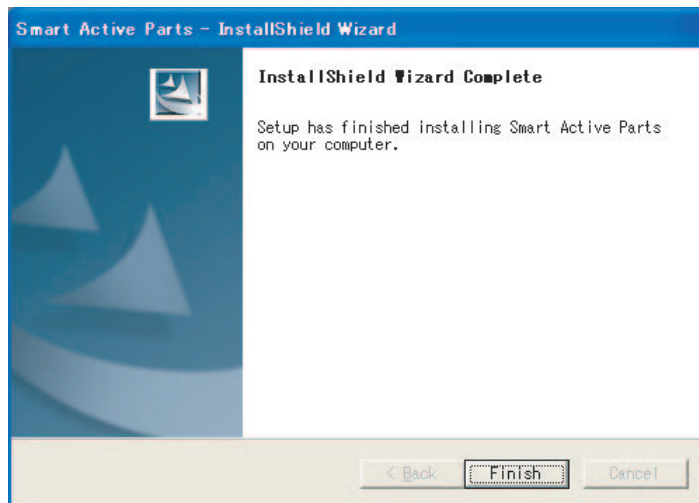 Smart Active Parts - InstallShield Wizard
InstallShield Wizard Complete
Setup has finished installing Smart Active Parts
on your computer.
< Back Finish Cancel